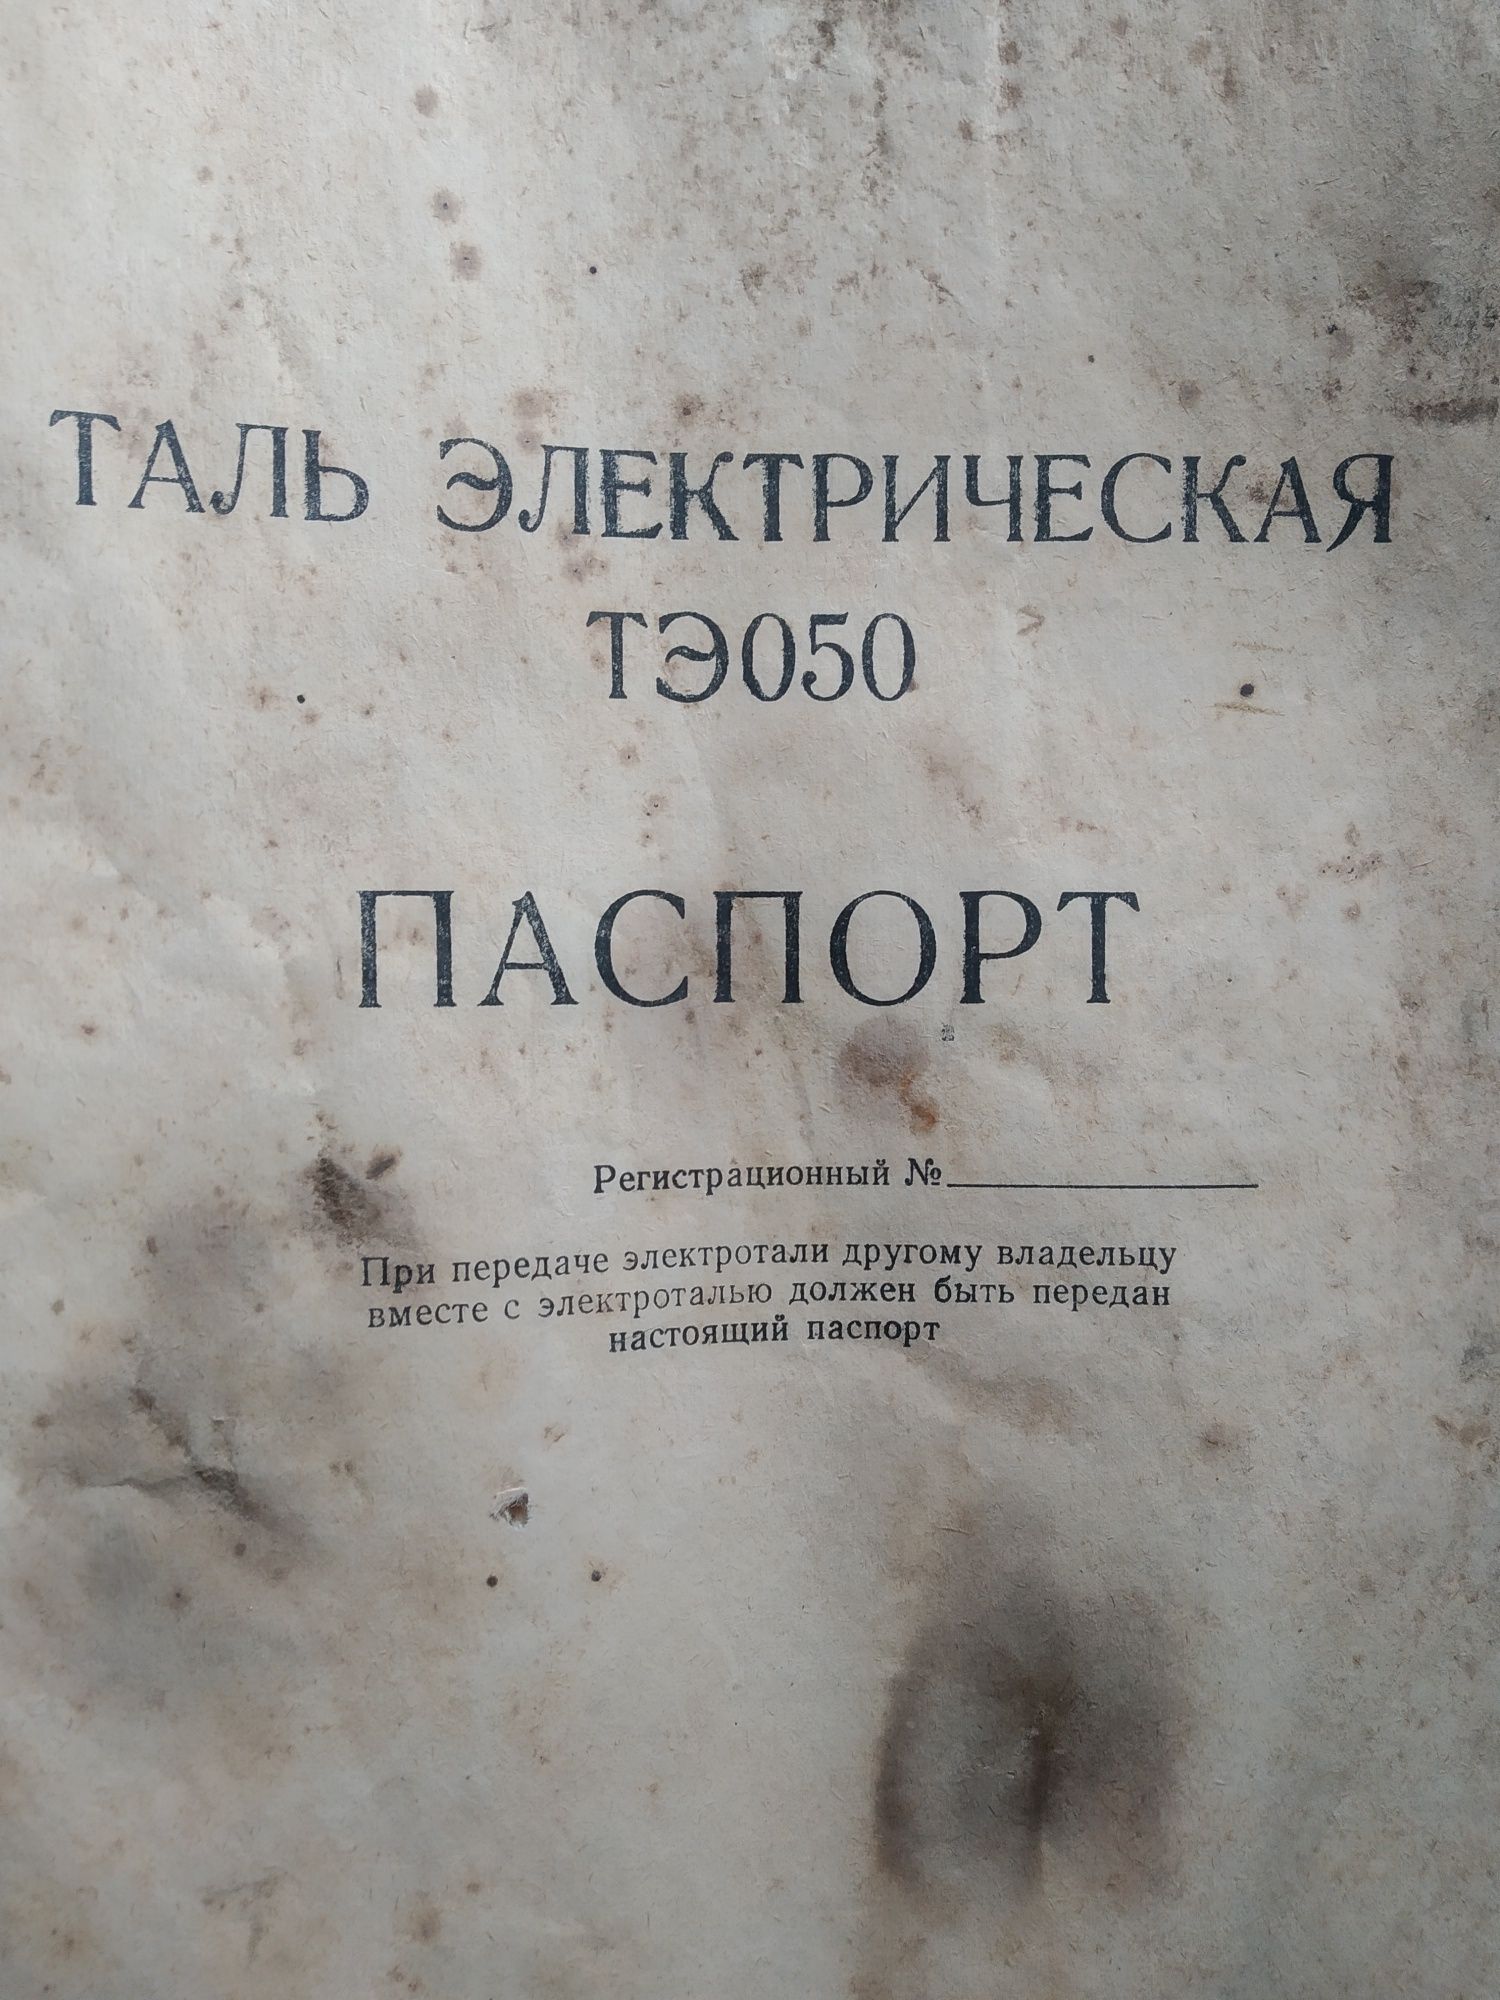 ТАЛЬ ЭЛЕКТРИЧЕСКАЯ
ТЭ050
ПАСПОРТ
Регистрационный №
При передаче электротали другому владельцу
вместе с электроталью должен быть передан
настоящий паспорт